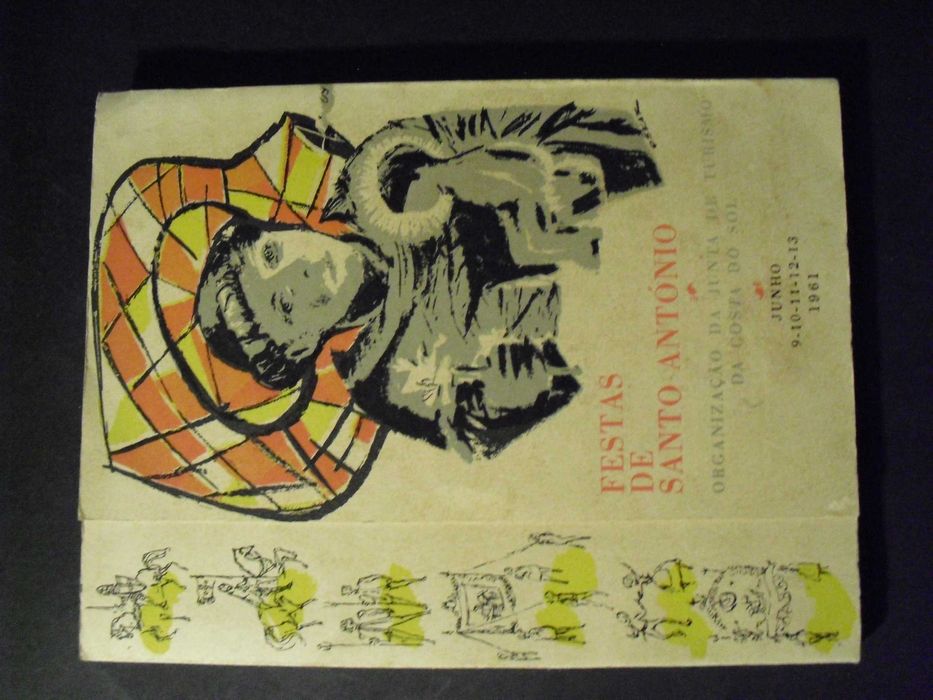 FESTAS
DE
SANTO ANTÓNIO
ORGANIZAÇÃO DA JUNTA DE TURISMO
DA COSTA DO SOL
JUNHO
9-10-11-12-13
1961